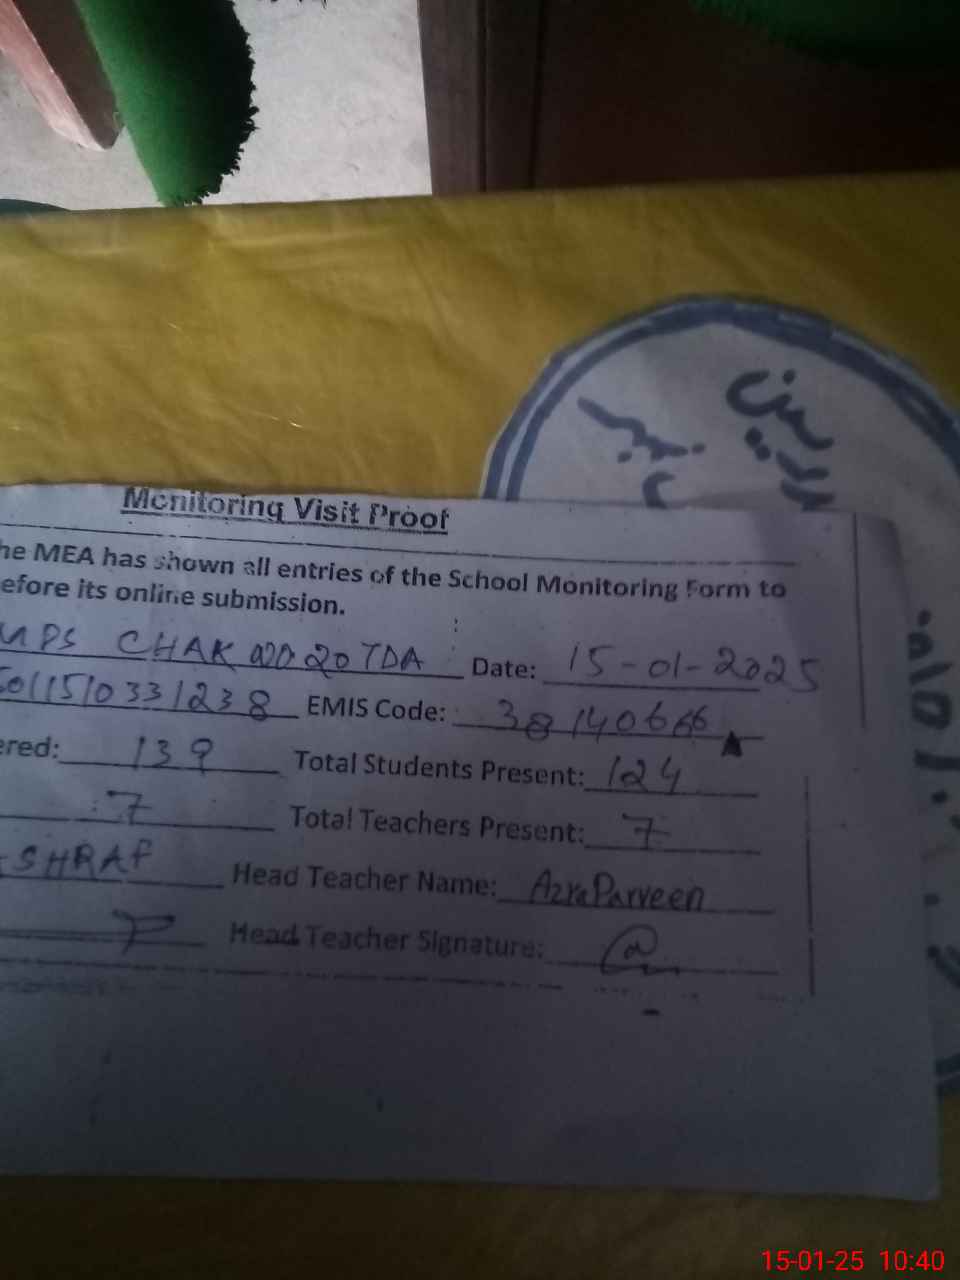 Monitoring Visit Proof
he MEA has shown all entries of the School Monitoring Form to
efore its online submission.
MPS CHAK NO 20 TDA Date: 15-01-2025
EMIS Code: 38140666
ered: 139 Total Students Present: 124
7 Total Teachers Present: 7
SHRAF Head Teacher Name: Azra Parveen
Head Teacher Signature:
15-01-25 10:40